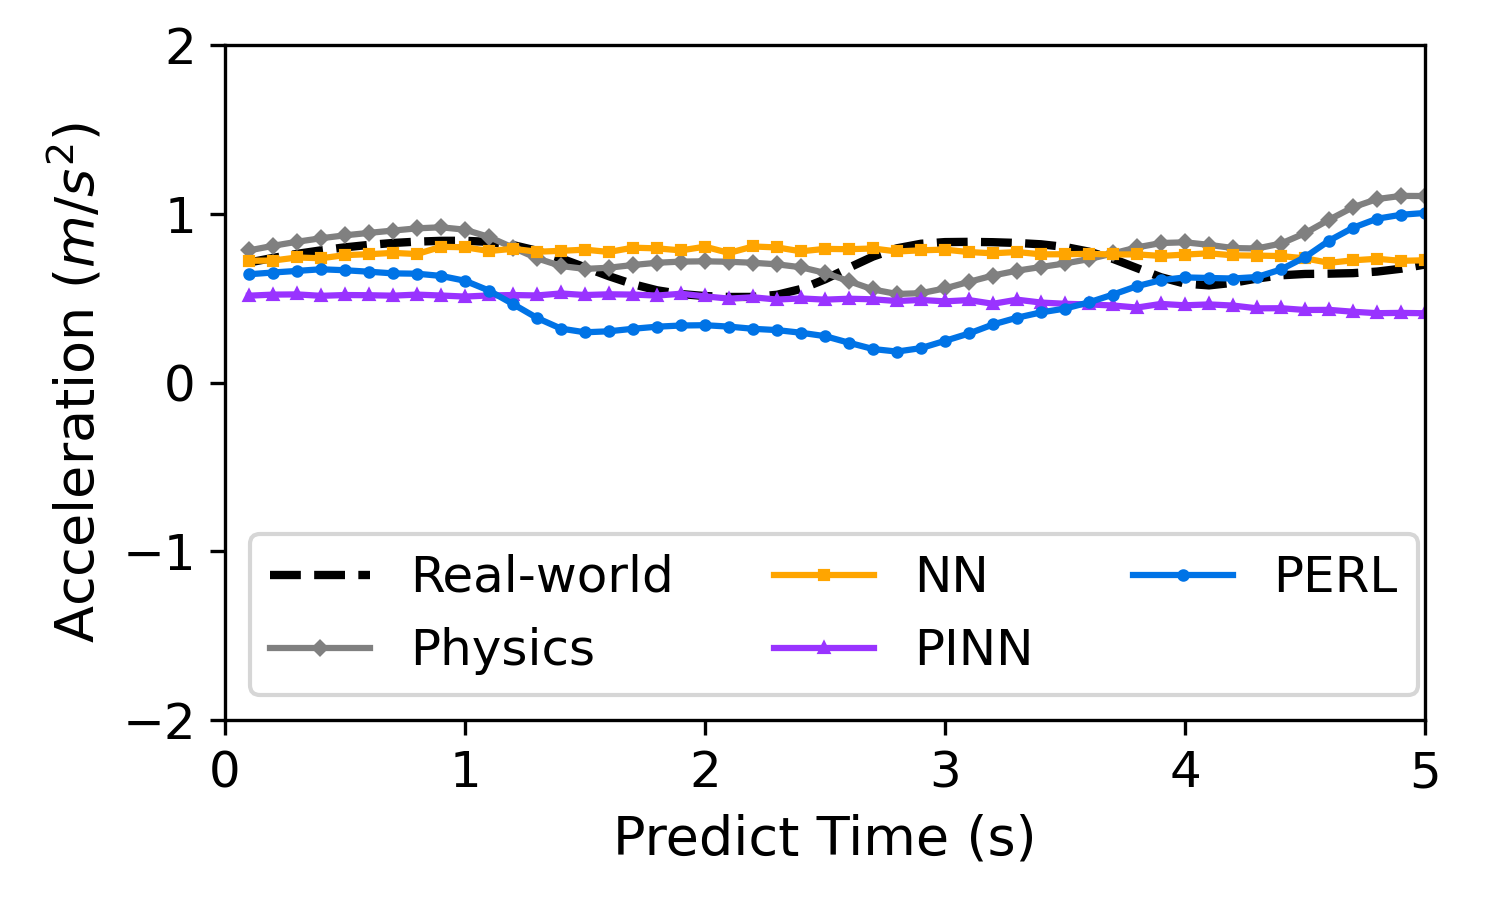 2
1
0
−1
−2
Acceleration (m/s²)
Real-world
Physics
NN
PINN
PERL
0 1 2 3 4 5
Predict Time (s)